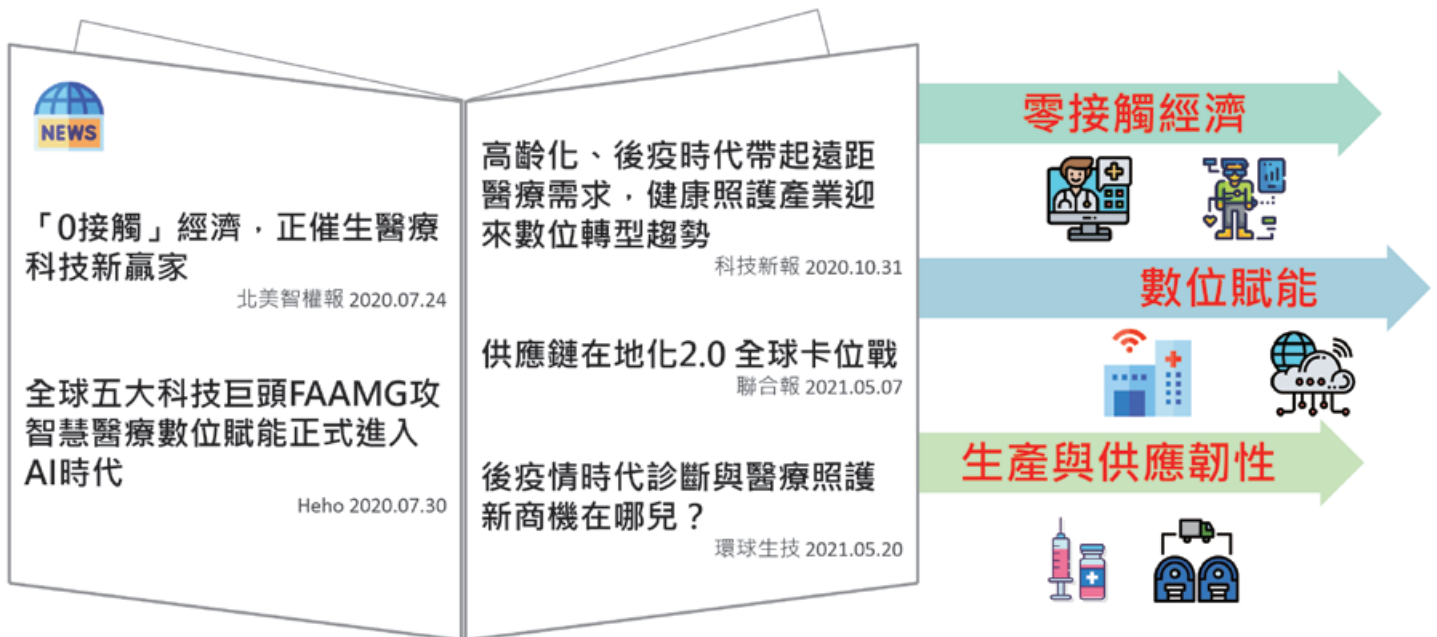 NEWS
「0接觸」經濟，正催生醫療
科技新贏家
北美智權報 2020.07.24
全球五大科技巨頭FAAMG攻
智慧醫療數位賦能正式進入
AI時代
Heho 2020.07.30
高齡化、後疫時代帶起遠距
醫療需求，健康照護產業迎
來數位轉型趨勢
科技新報 2020.10.31
供應鏈在地化2.0 全球卡位戰
聯合報 2021.05.07
後疫情時代診斷與醫療照護
新商機在哪兒？
環球生技 2021.05.20
零接觸經濟
數位賦能
生產與供應韌性